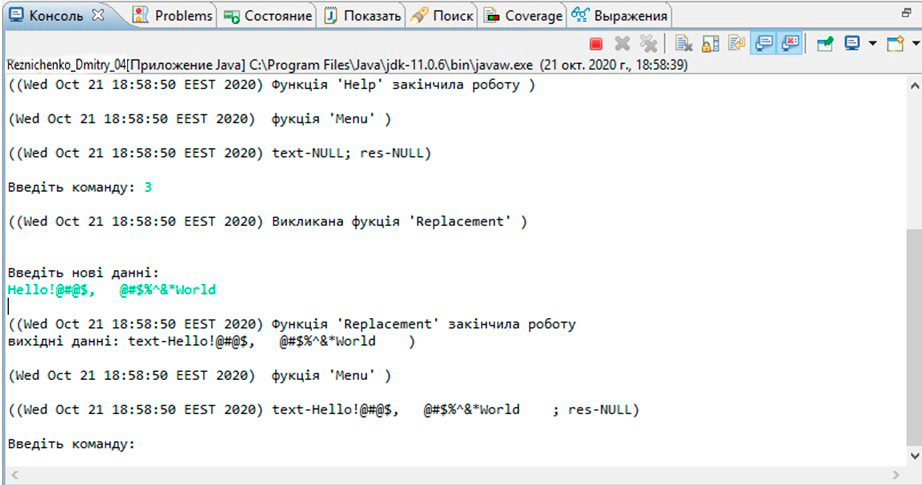 Консоль Problems Состояние Показать Поиск Coverage Выражения
Reznichenko_Dmitry_04[Приложение Java] C:\Program Files\Java\jdk-11.0.6\bin\javaw.exe (21 окт. 2020 г., 18:58:39)
((Wed Oct 21 18:58:50 EEST 2020) Функція 'Help' закінчила роботу )
(Wed Oct 21 18:58:50 EEST 2020)  фукція 'Menu' )
((Wed Oct 21 18:58:50 EEST 2020) text-NULL; res-NULL)
Введіть команду: 3
((Wed Oct 21 18:58:50 EEST 2020) Викликана фукція 'Replacement' )
Введіть нові данні:
Hello!@#@$,   @#$%^&*World
((Wed Oct 21 18:58:50 EEST 2020) Функція 'Replacement' закінчила роботу
вихідні данні: text-Hello!@#@$,   @#$%^&*World    )
(Wed Oct 21 18:58:50 EEST 2020)  фукція 'Menu' )
((Wed Oct 21 18:58:50 EEST 2020) text-Hello!@#@$,   @#$%^&*World    ; res-NULL)
Введіть команду: